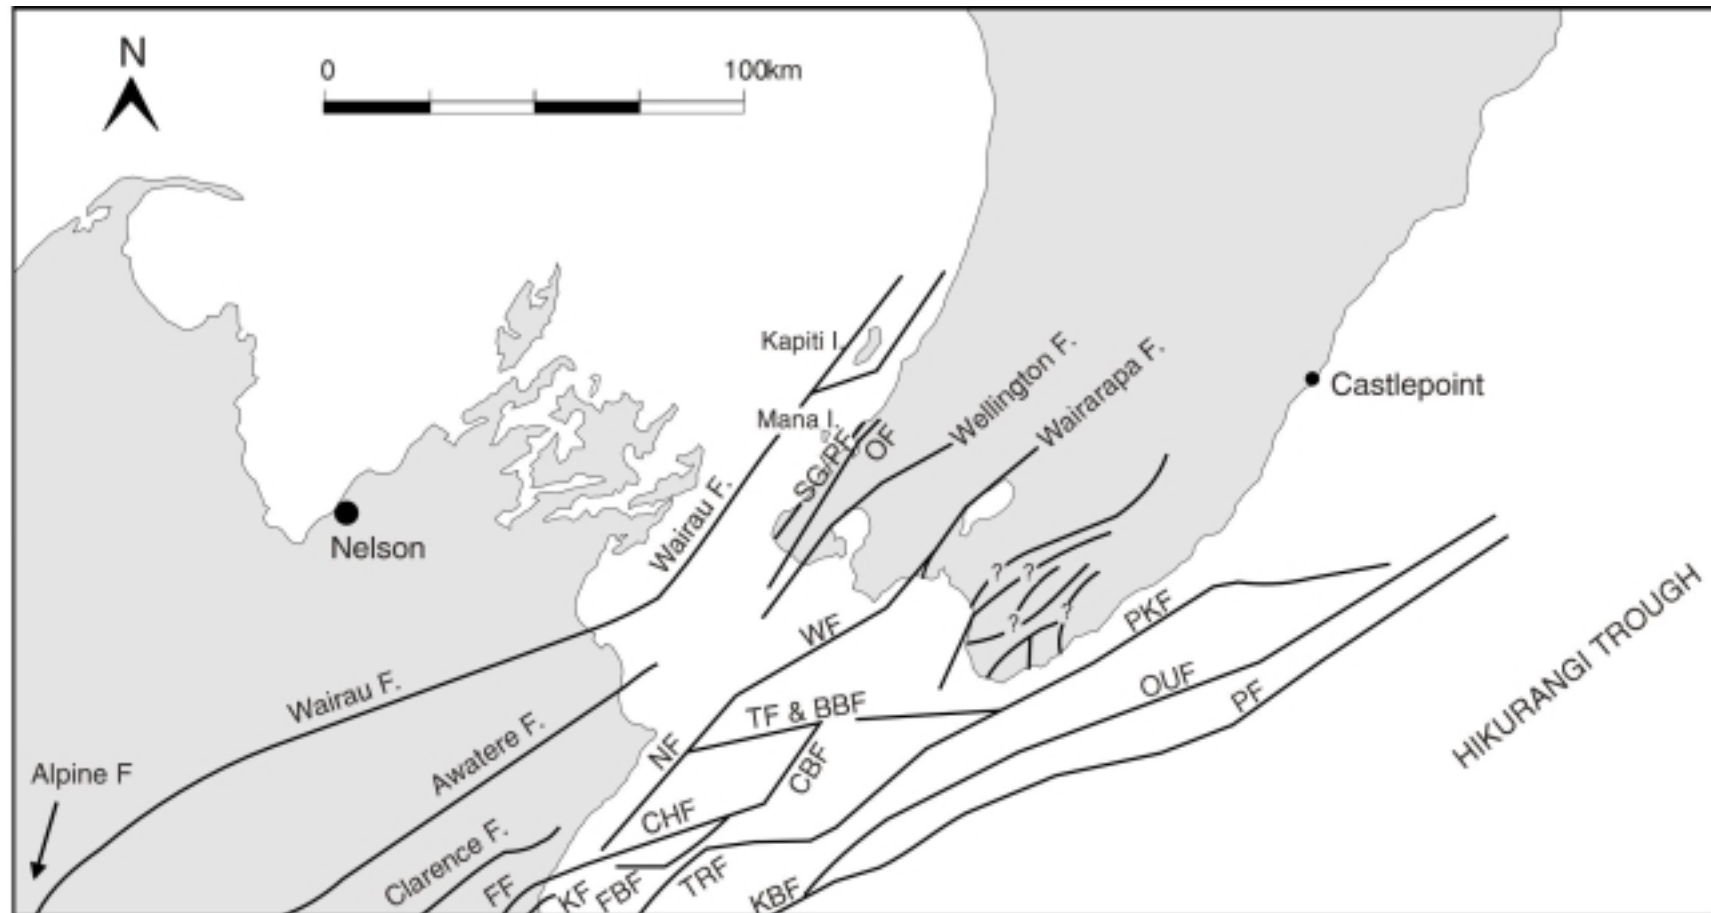 N
0
100km
Kapiti I.
Mana I.
SG/PF
OF
Wellington F.
Wairarapa F.
Castlepoint
Nelson
Wairau F.
?
?
?
?
WF
PKF
HIKURANGI TROUGH
Wairau F.
TF & BBF
OUF
PF
Awatere F.
NF
CBF
Alpine F
CHF
Clarence F.
FF
KF
FBF
TRF
KBF